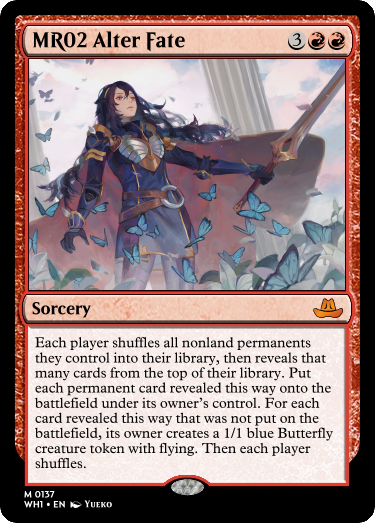 MR02 Alter Fate
3
Sorcery
Each player shuffles all nonland permanents
they control into their library, then reveals that
many cards from the top of their library. Put
each permanent card revealed this way onto the
battlefield under its owner's control. For each
card revealed this way that was not put on the
battlefield, its owner creates a 1/1 blue Butterfly
creature token with flying. Then each player
shuffles.
M 0137
WH1 • EN Yueko